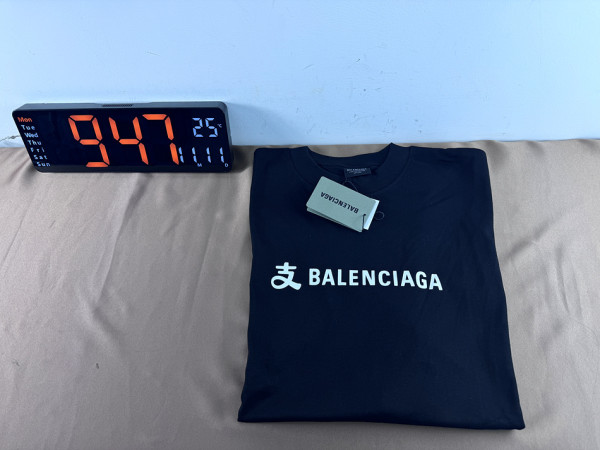 Mon
Tue
Wed
Thu
Fri
Sat
Sun
947
25°C
11.11
M D
BALENCIAGA
支 BALENCIAGA